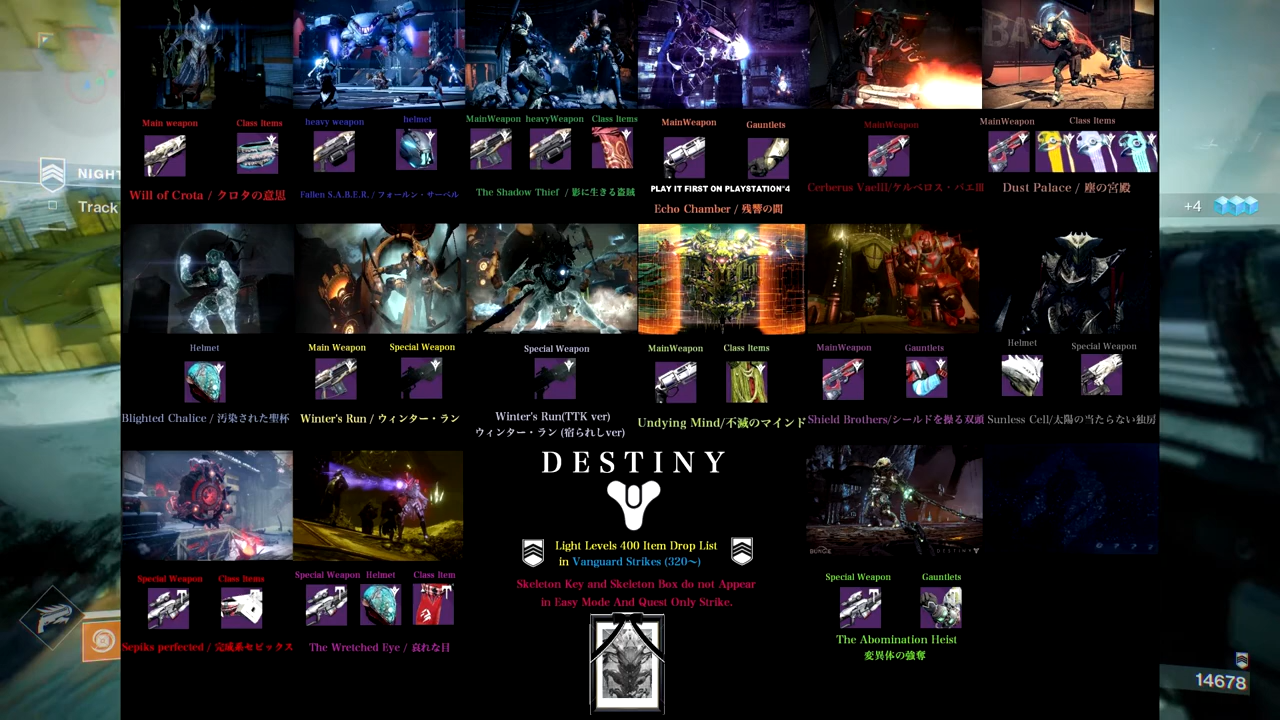 NIGHT
Track
+4
14678
BA
Main weapon
Class Items
Will of Crota / クロタの意思
heavy weapon
helmet
Fallen S.A.B.E.R. / フォールン・サーベル
MainWeapon heavyWeapon Class Items
The Shadow Thief / 影に生きる盗賊
MainWeapon
Gauntlets
PLAY IT FIRST ON PLAYSTATION®4
Echo Chamber / 残響の間
MainWeapon
Cerberus VaeIII/ケルベロス・バエIII
MainWeapon
Class Items
Dust Palace / 塵の宮殿
Helmet
Blighted Chalice / 汚染された聖杯
Main Weapon
Special Weapon
Winter's Run / ウィンター・ラン
Special Weapon
Winter's Run(TTK ver)
ウィンター・ラン (宿られしver)
MainWeapon
Class Items
Undying Mind/不滅のマインド
MainWeapon
Gauntlets
Shield Brothers/シールドを操る双頭
Helmet
Special Weapon
Sunless Cell/太陽の当たらない独房
Special Weapon
Class Items
Sepiks perfected / 完成系セピックス
Special Weapon Helmet Class Item
The Wretched Eye / 哀れな目
DESTINY
Light Levels 400 Item Drop List
in Vanguard Strikes (320～)
Skeleton Key and Skeleton Box do not Appear
in Easy Mode And Quest Only Strike.
BUNGIE
DESTINY
Special Weapon
Gauntlets
The Abomination Heist
変異体の強奪